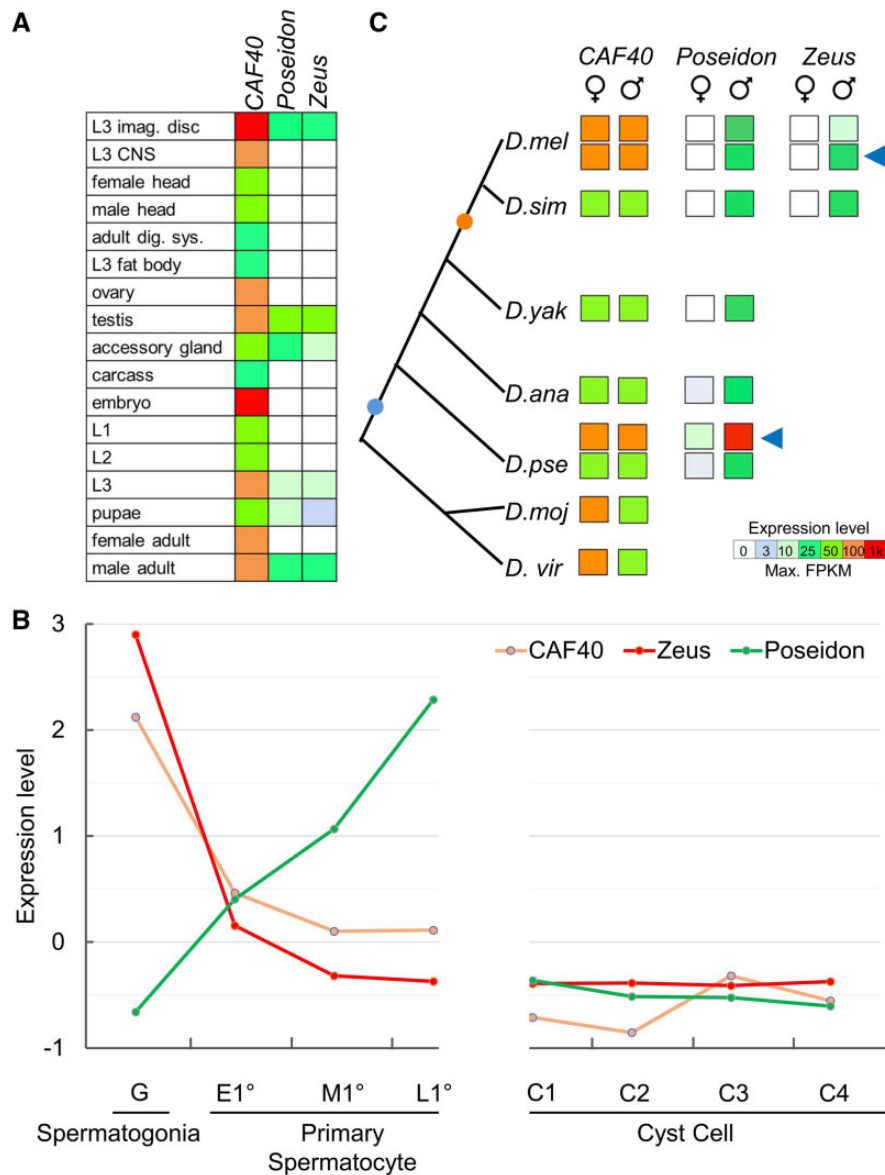 A
CAF40
Poseidon
Zeus
L3 imag. disc
L3 CNS
female head
male head
adult dig. sys.
L3 fat body
ovary
testis
accessory gland
carcass
embryo
L1
L2
L3
pupae
female adult
male adult
C
CAF40 Poseidon Zeus
♀ ♂ ♀ ♂ ♀ ♂
D.mel
D.sim
D.yak
D.ana
D.pse
D.moj
D. vir
Expression level
0 3 10 25 50 100 1k
Max. FPKM
B
CAF40 Zeus Poseidon
Expression level
3
2
1
0
-1
G E1° M1° L1° C1 C2 C3 C4
Spermatogonia Primary Spermatocyte Cyst Cell